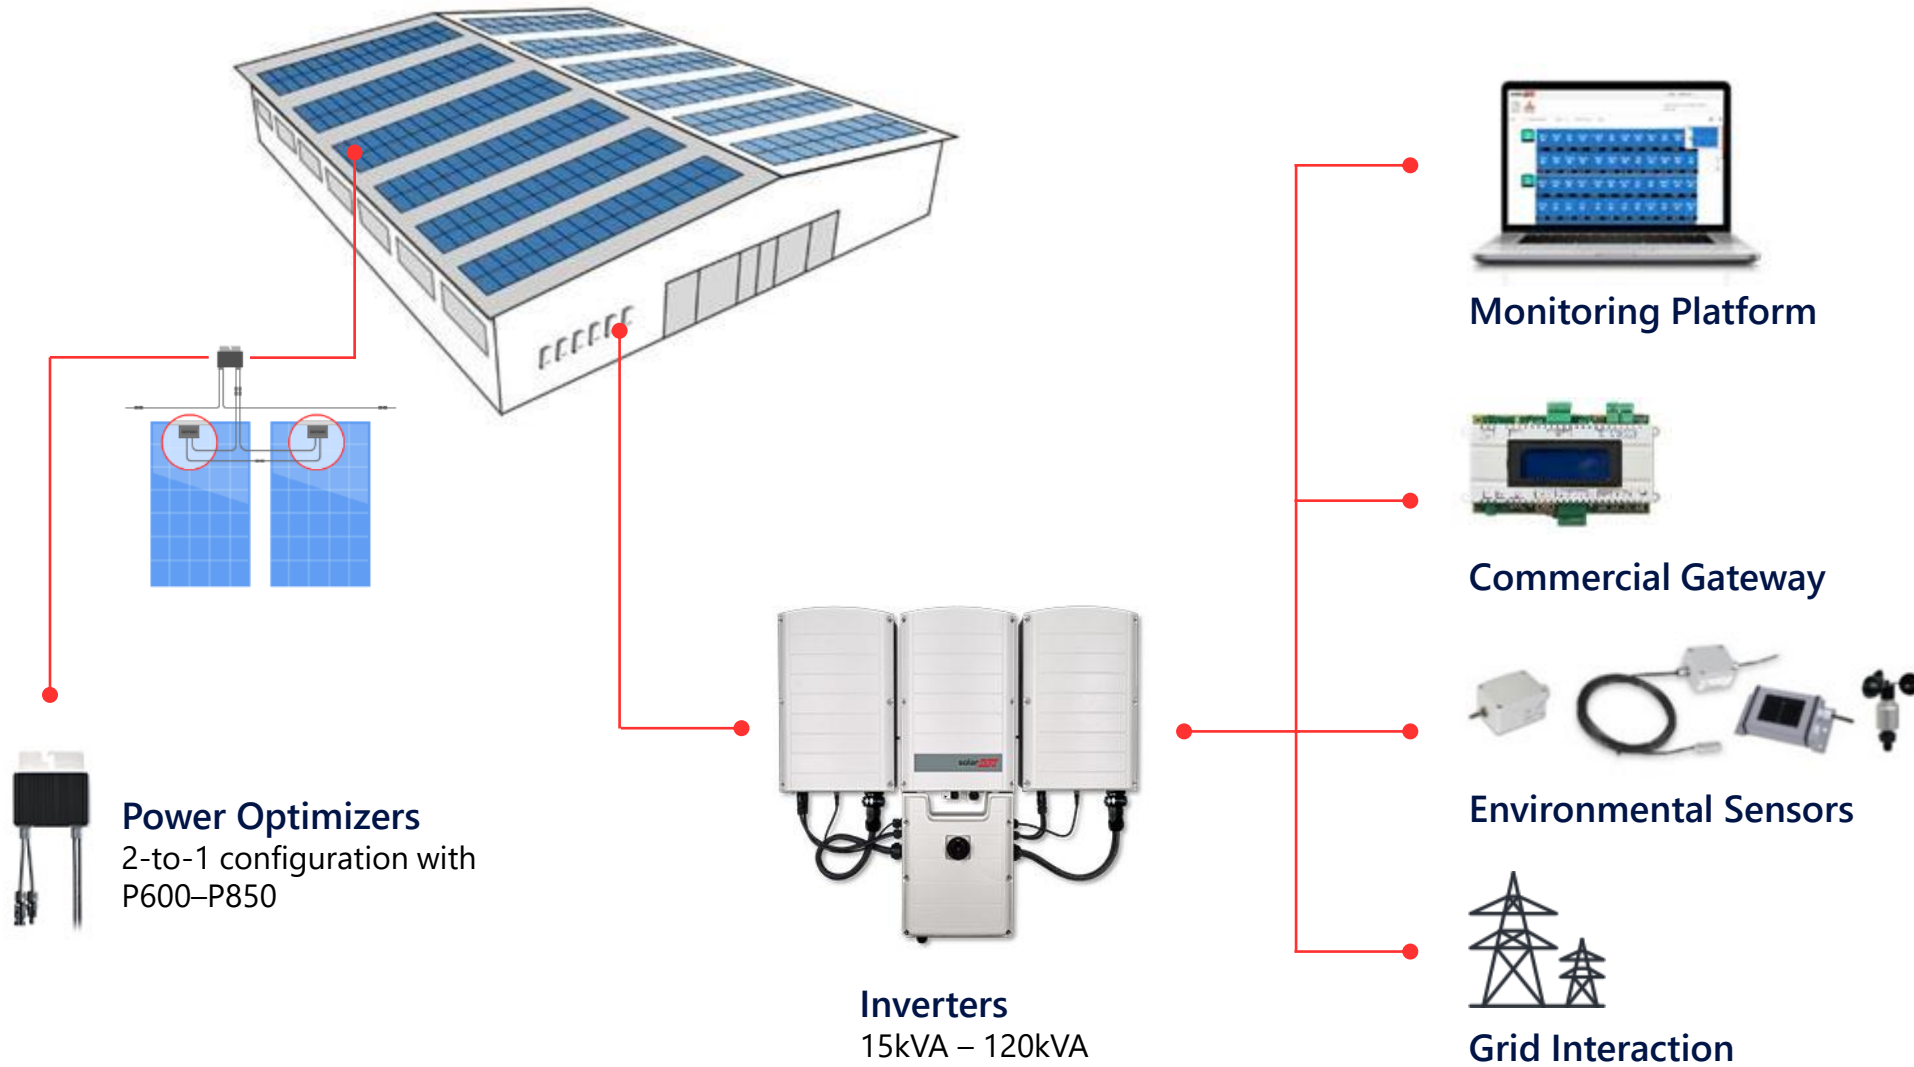 Monitoring Platform
Commercial Gateway
Environmental Sensors
Grid Interaction
Power Optimizers
2-to-1 configuration with
P600–P850
solaredge
Inverters
15kVA – 120kVA